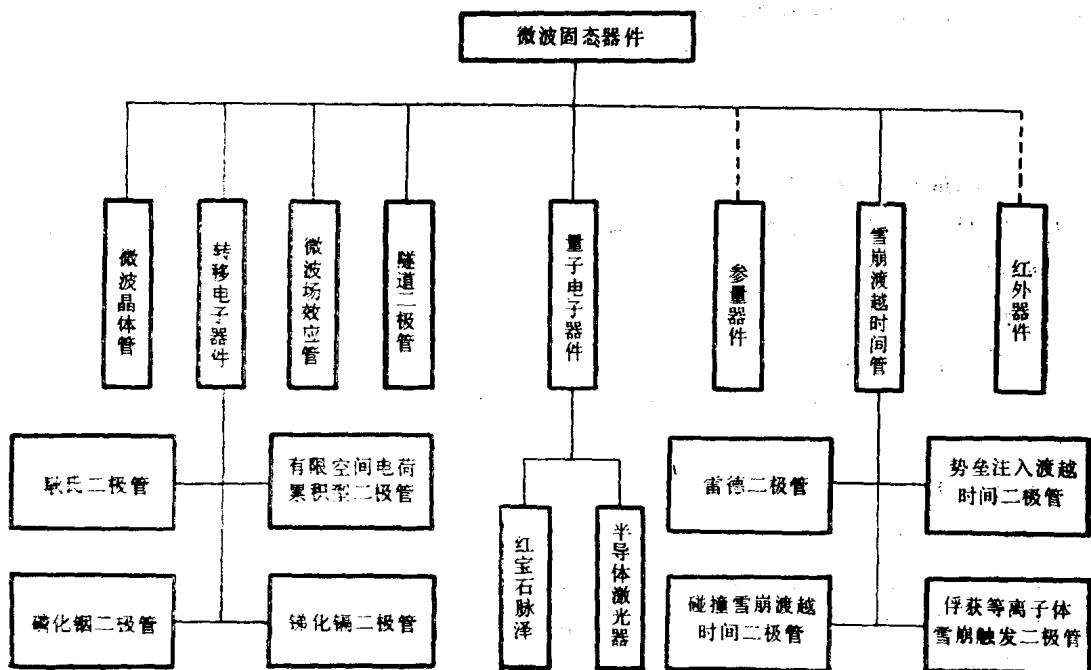 微波固态器件
微波晶体管
转移电子器件
微波场效应管
隧道二极管
量子电子器件
参量器件
雪崩渡越时间管
红外器件
耿氏二极管
有限空间电荷
累积型二极管
磷化铟二极管
锑化镉二极管
红宝石脉泽
半导体激光器
雷德二极管
势垒注入渡越
时间二极管
碰撞雪崩渡越
时间二极管
俘获等离子体
雪崩触发二极管